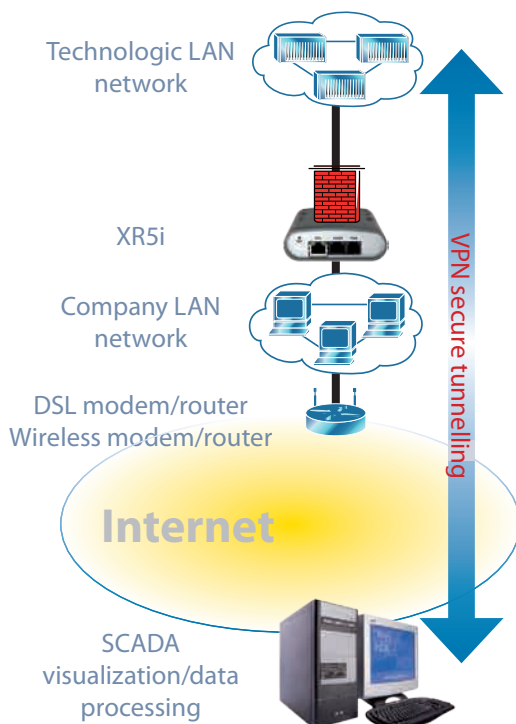 Technologic LAN
network
XR5i
VPN secure tunnelling
Company LAN
network
DSL modem/router
Wireless modem/router
Internet
SCADA
visualization/data
processing